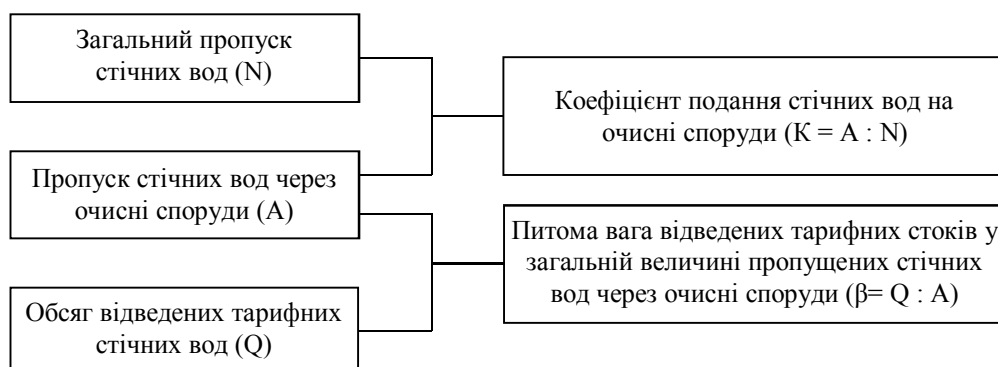 Загальний пропуск
стічних вод (N)
Коефіцієнт подання стічних вод на
очисні споруди (К = А : N)
Пропуск стічних вод через
очисні споруди (А)
Питома вага відведених тарифних стоків у
загальній величині пропущених стічних
вод через очисні споруди (β= Q : A)
Обсяг відведених тарифних
стічних вод (Q)